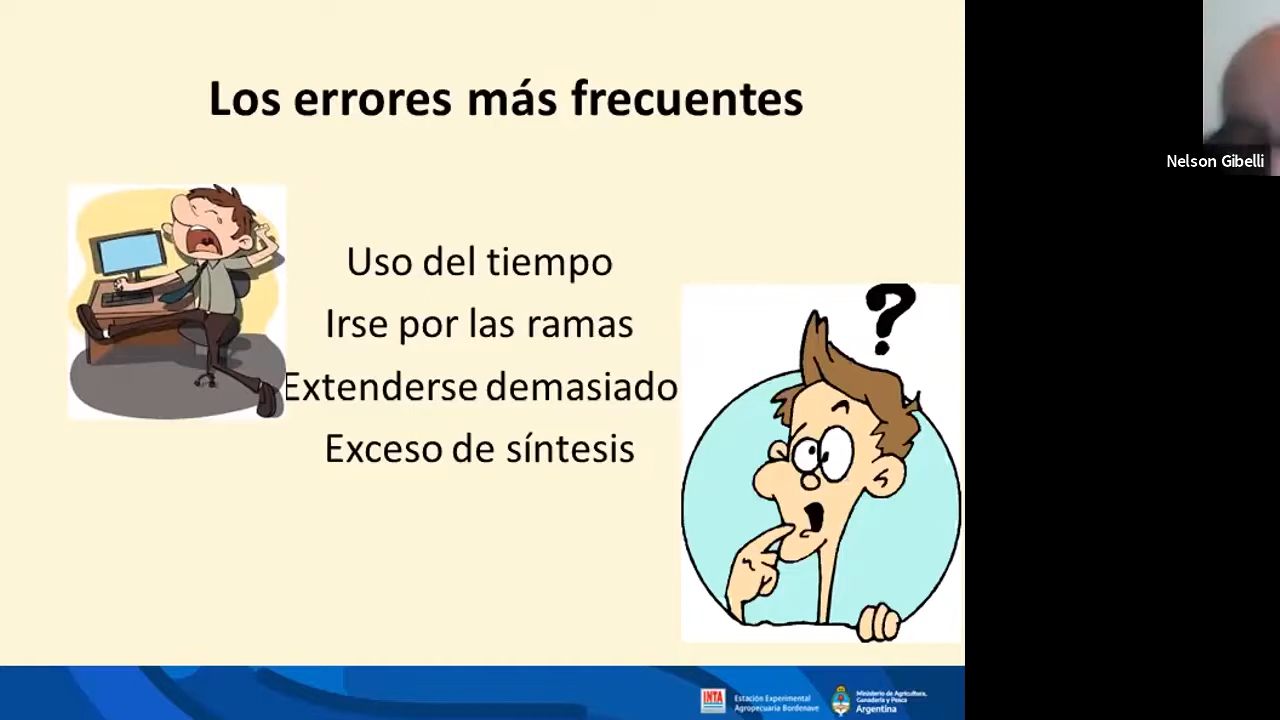 Los errores más frecuentes
Nelson Gibelli
Uso del tiempo
Irse por las ramas
?
Extenderse demasiado
Exceso de síntesis
INTA
Estación Experimental
Agropecuaria Bordenave
Ministerio de Agricultura,
Ganadería y Pesca
Argentina